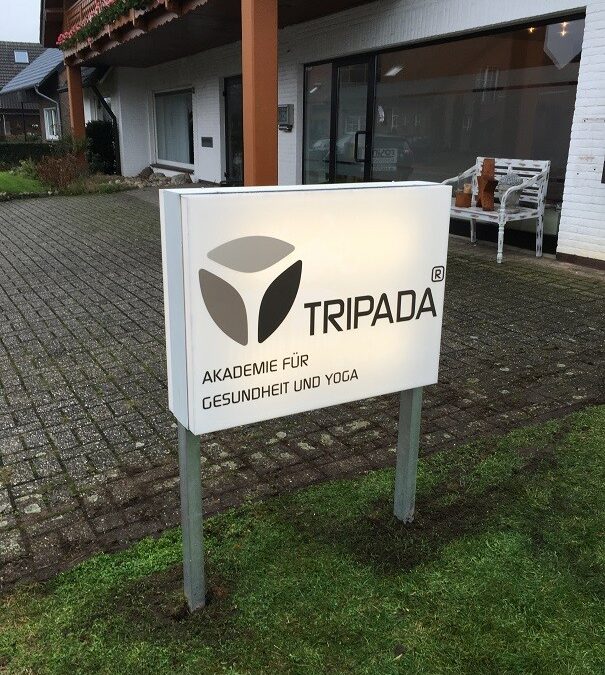 TRIPADA®
AKADEMIE FÜR
GESUNDHEIT UND YOGA